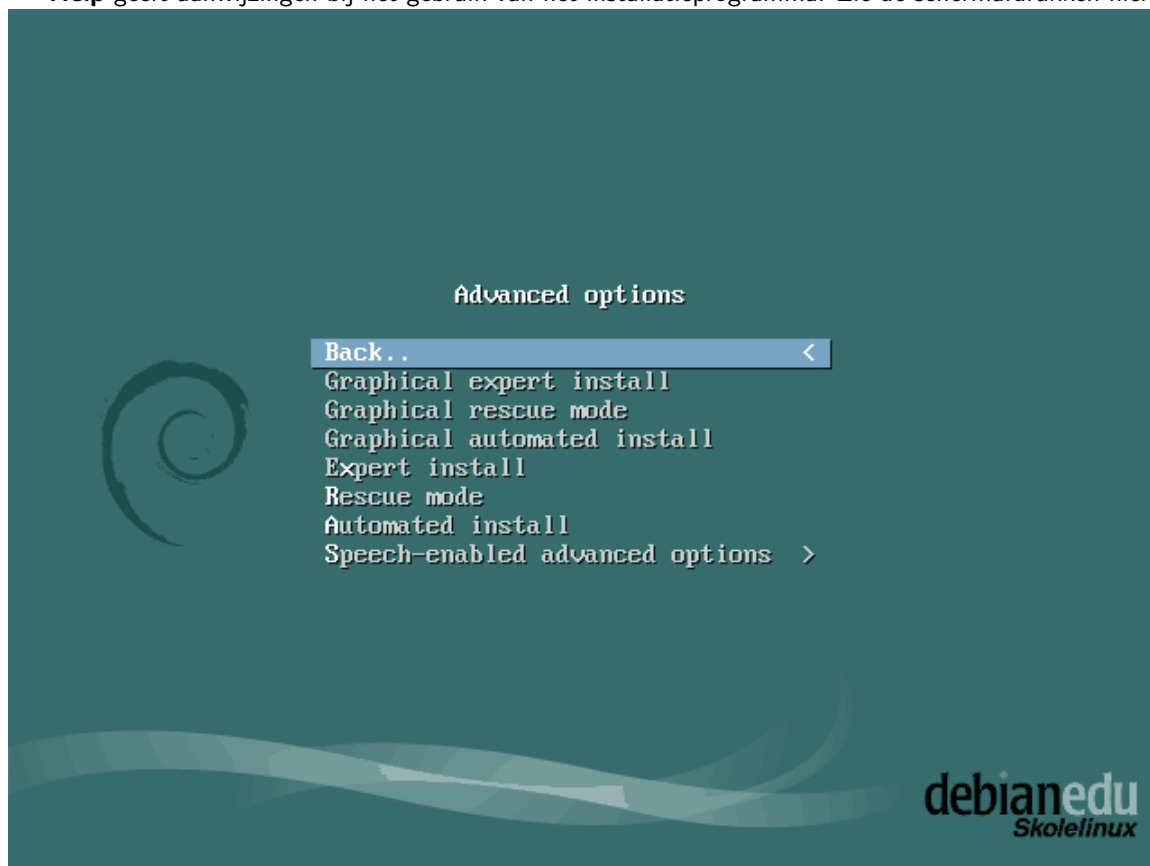 Advanced options
Back.. <
Graphical expert install
Graphical rescue mode
Graphical automated install
Expert install
Rescue mode
Automated install
Speech-enabled advanced options >
debianedu
Skolelinux